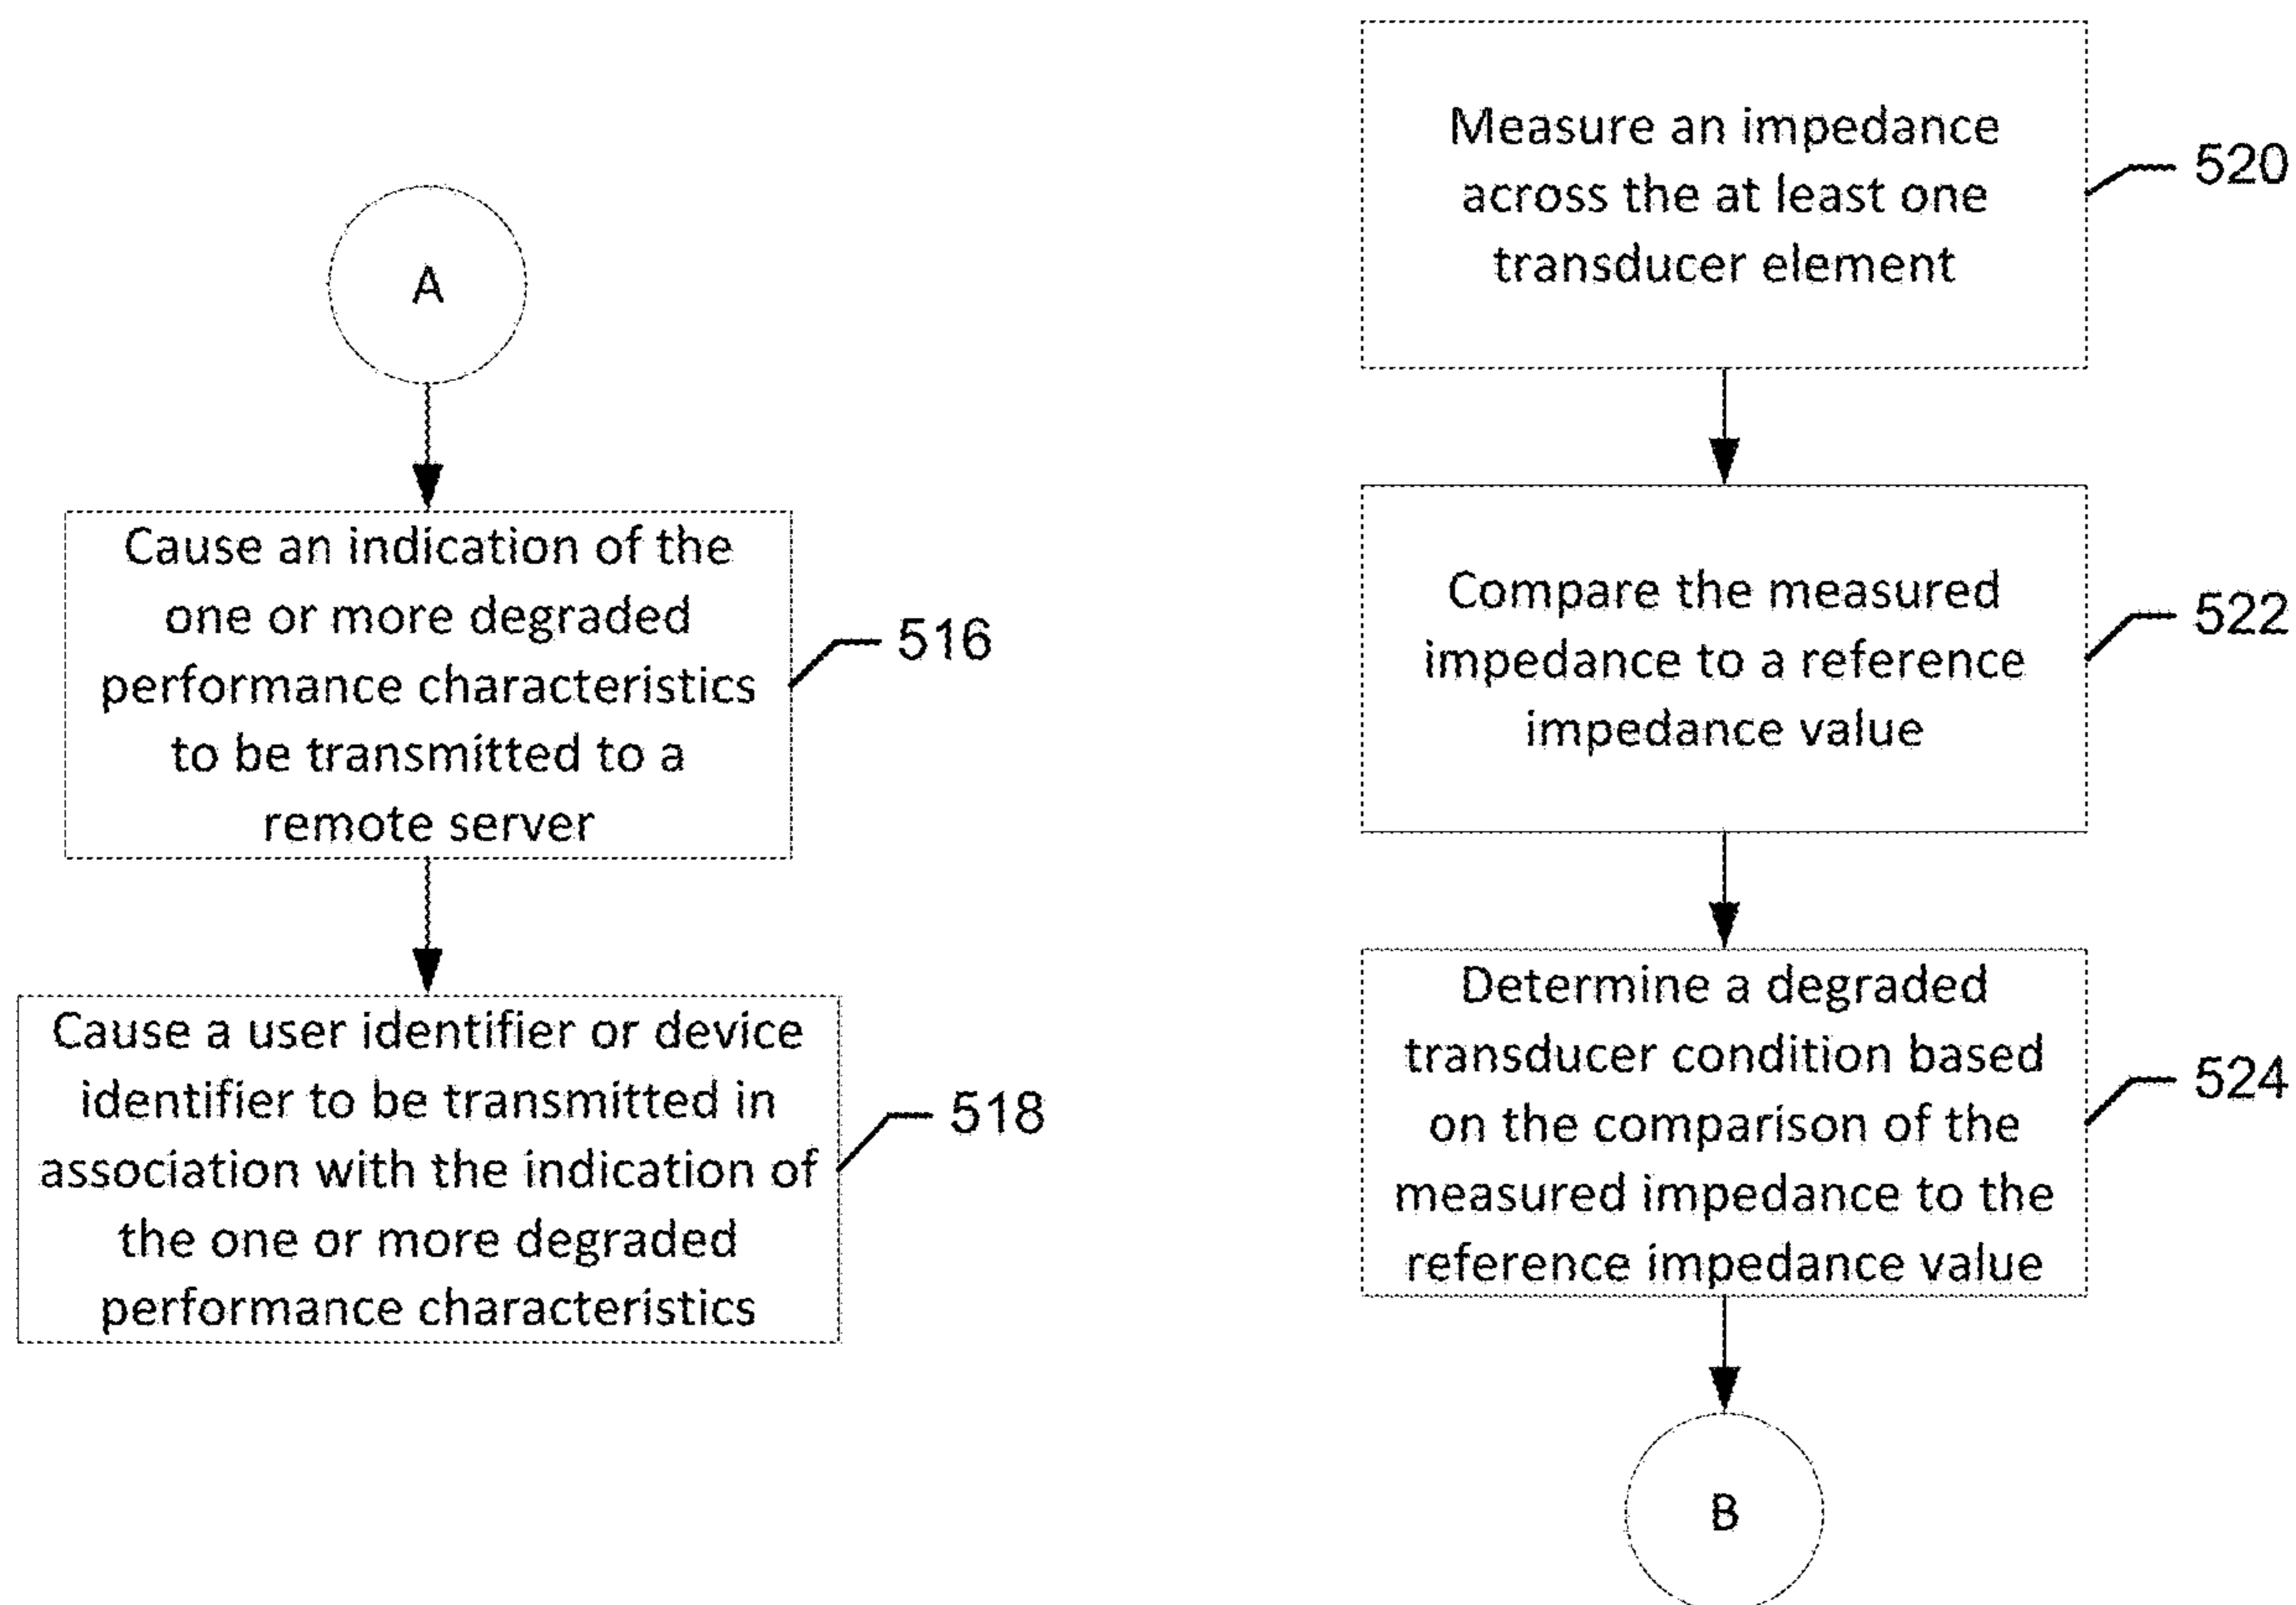 A
Cause an indication of the
one or more degraded
performance characteristics
to be transmitted to a
remote server
516
Cause a user identifier or device
identifier to be transmitted in
association with the indication of
the one or more degraded
performance characteristics
518
Measure an impedance
across the at least one
transducer element
520
Compare the measured
impedance to a reference
impedance value
522
Determine a degraded
transducer condition based
on the comparison of the
measured impedance to the
reference impedance value
524
B